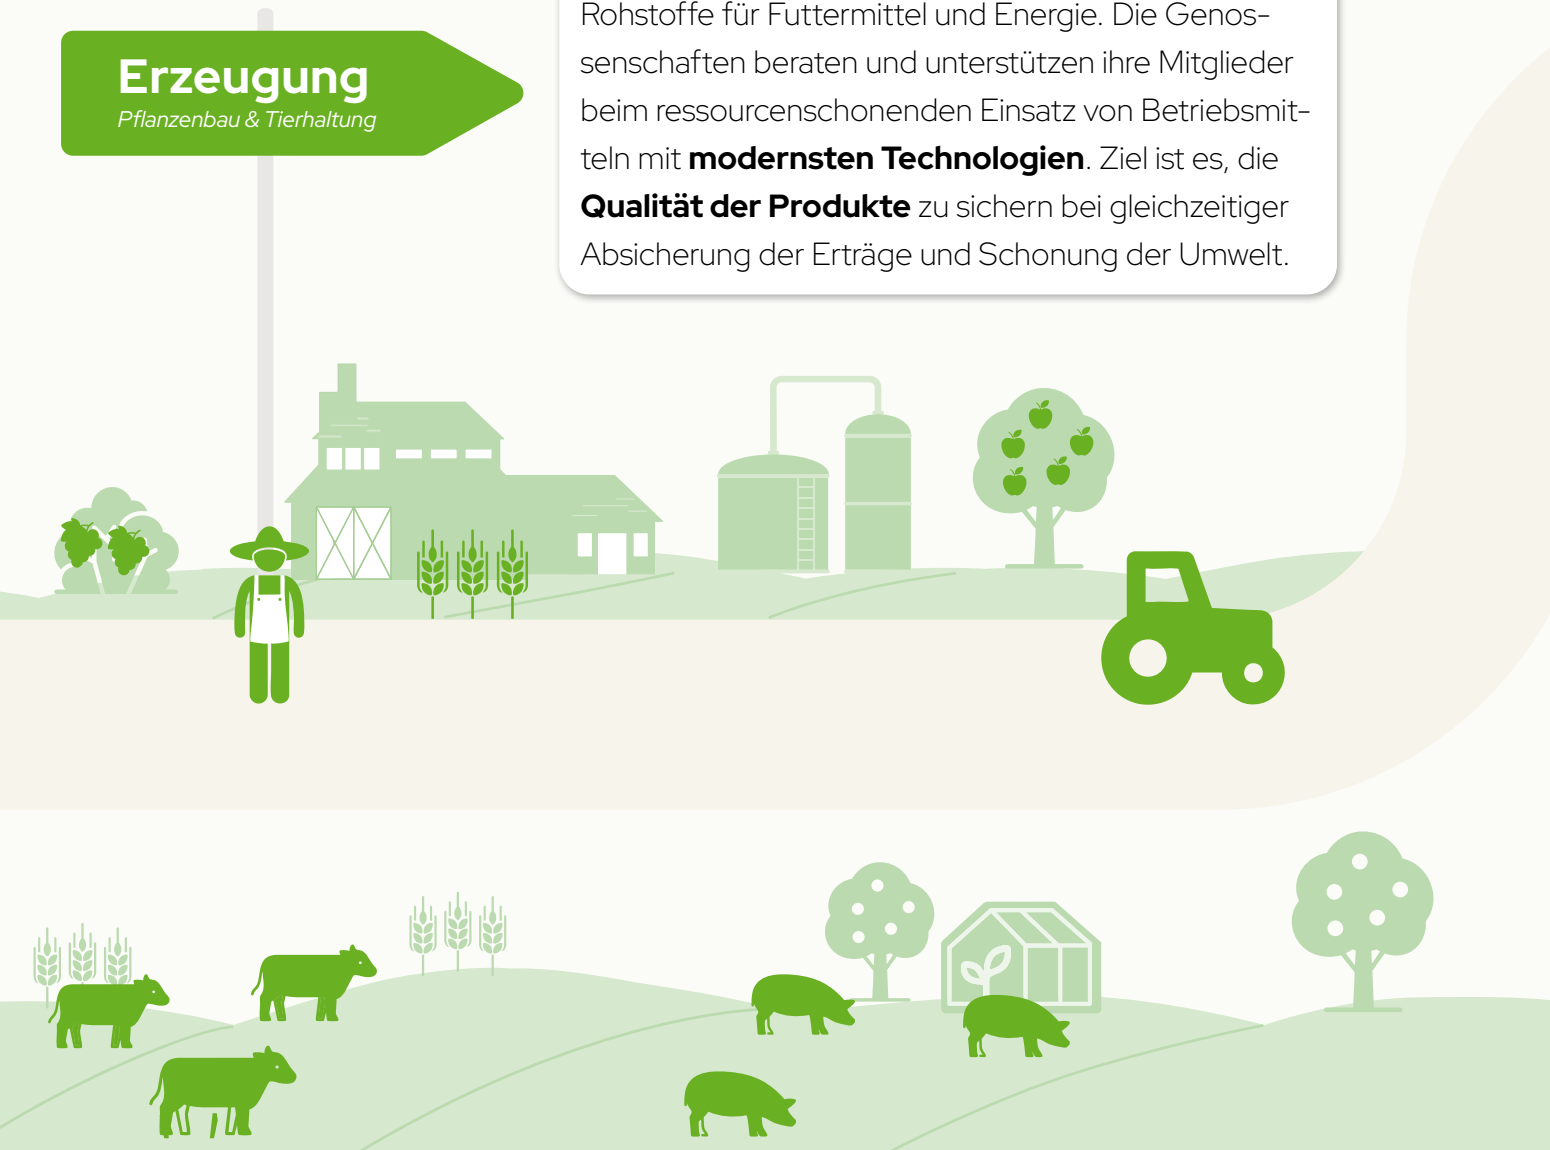 Erzeugung
Pflanzenbau & Tierhaltung
Rohstoffe für Futtermittel und Energie. Die Genos-
senschaften beraten und unterstützen ihre Mitglieder
beim ressourcenschonenden Einsatz von Betriebsmit-
teln mit modernsten Technologien. Ziel ist es, die
Qualität der Produkte zu sichern bei gleichzeitiger
Absicherung der Erträge und Schonung der Umwelt.